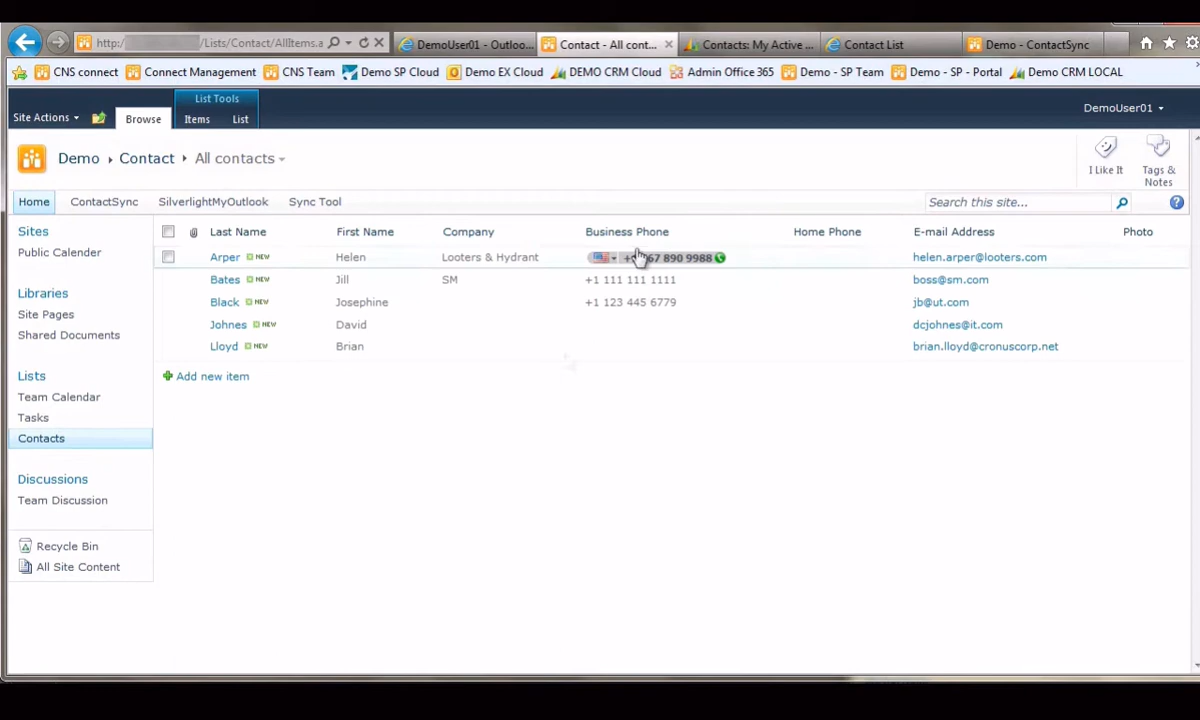 http:// /Lists/Contact/AllItems.a
DemoUser01 - Outloo...
Contact - All cont...
Contacts: My Active ...
Contact List
Demo - ContactSync
CNS connect
Contact Management
CNS Team
Demo SP Cloud
Demo EX Cloud
DEMO CRM Cloud
Admin Office 365
Demo - SP Team
Demo - SP - Portal
Demo CRM LOCAL
List Tools
Site Actions
Browse
Items
List
DemoUser01
Demo Contact All contacts
I Like It
Tags &
Notes
Home
ContactSync
SilverlightMyOutlook
Sync Tool
Search this site...
Sites
Public Calender
Libraries
Site Pages
Shared Documents
Lists
Team Calendar
Tasks
Contacts
Discussions
Team Discussion
Recycle Bin
All Site Content
Last Name First Name Company Business Phone Home Phone E-mail Address Photo
Arper NEW Helen Looters & Hydrant 67 890 9988 helen.arper@looters.com
Bates NEW Jill SM +1 111 111 1111 boss@sm.com
Black NEW Josephine +1 123 445 6779 jb@ut.com
Johnes NEW David dcjohnes@it.com
Lloyd NEW Brian brian.lloyd@cronuscorp.net
Add new item